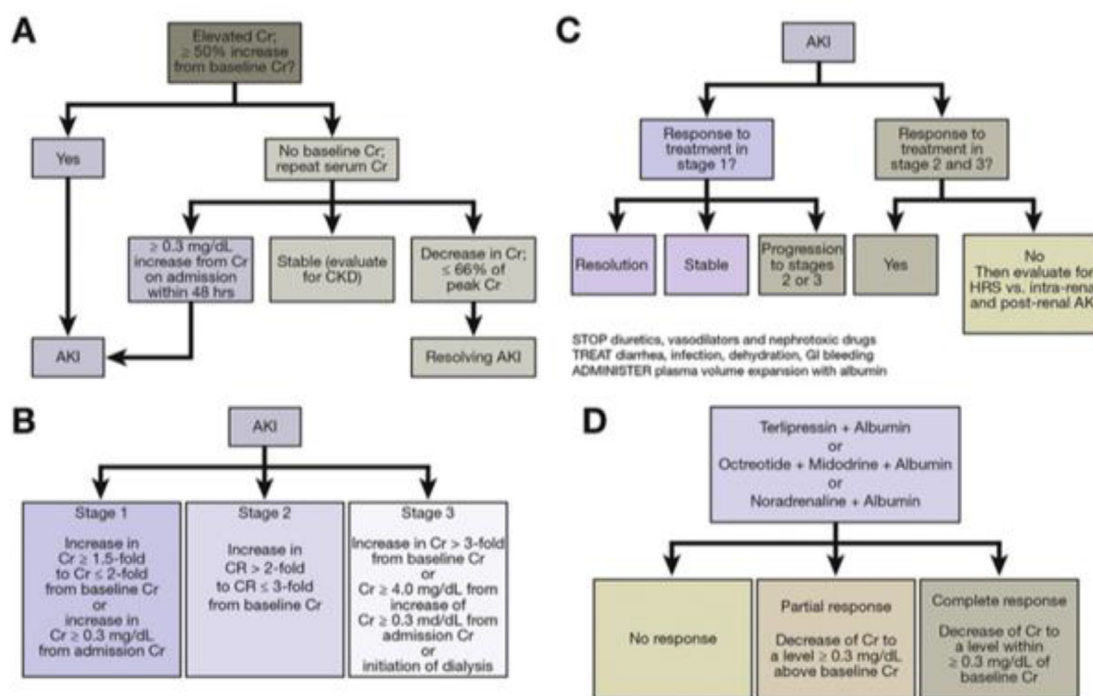 A
Elevated Cr;
≥ 50% increase
from baseline Cr?
Yes
No baseline Cr;
repeat serum Cr
≥ 0.3 mg/dL
increase from Cr
on admission
within 48 hrs
Stable (evaluate
for CKD)
Decrease in Cr;
≤ 66% of
peak Cr
AKI
Resolving AKI
B
AKI
Stage 1
Increase in
Cr ≥ 1.5-fold
to Cr ≤ 2-fold
from baseline Cr
or
increase in
Cr ≥ 0.3 mg/dL
from admission Cr
Stage 2
Increase in
CR > 2-fold
to CR ≤ 3-fold
from baseline Cr
Stage 3
Increase in Cr > 3-fold
from baseline Cr
or
Cr ≥ 4.0 mg/dL from
increase of
Cr ≥ 0.3 md/dL from
admission Cr
or
initiation of dialysis
C
AKI
Response to
treatment in
stage 1?
Response to
treatment in
stage 2 and 3?
Resolution
Stable
Progression
to stages
2 or 3
Yes
No
Then evaluate for
HRS vs. intra-rena
and post-renal AK
STOP diuretics, vasodilators and nephrotoxic drugs
TREAT diarrhea, infection, dehydration, GI bleeding
ADMINISTER plasma volume expansion with albumin
D
Terlipressin + Albumin
or
Octreotide + Midodrine + Albumin
or
Noradrenaline + Albumin
No response
Partial response
Decrease of Cr to
a level ≥ 0.3 mg/dL
above baseline Cr
Complete response
Decrease of Cr to
a level within
≥ 0.3 mg/dL of
baseline Cr